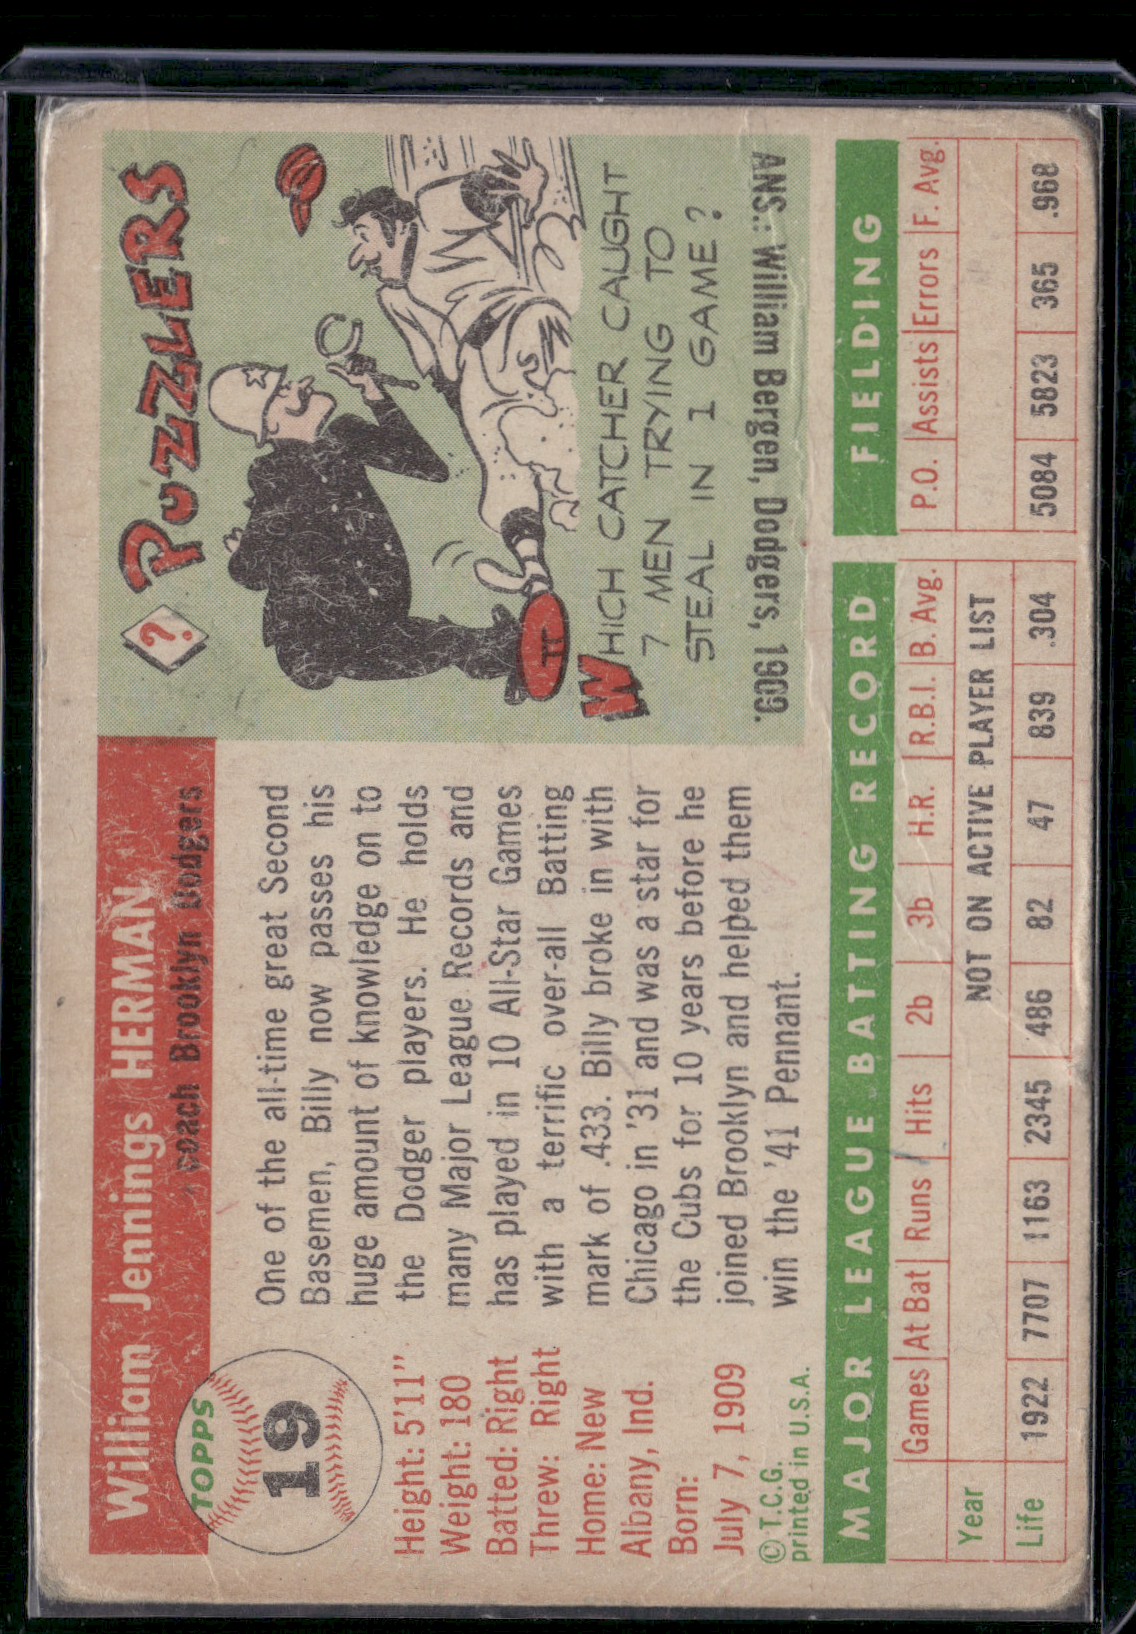 William Jennings HERMAN
coach Brooklyn Dodgers
TOPPS
19
Height: 5'11"
Weight: 180
Batted: Right
Threw: Right
Home: New
Albany, Ind.
Born:
July 7, 1909
© T.C.G.
printed in U.S.A.
One of the all-time great Second
Basemen, Billy now passes his
huge amount of knowledge on to
the Dodger players. He holds
many Major League Records and
has played in 10 All-Star Games
with a terrific over-all Batting
mark of .433. Billy broke in with
Chicago in '31 and was a star for
the Cubs for 10 years before he
joined Brooklyn and helped them
win the '41 Pennant.
? PUZZLERS
WHICH CATCHER CAUGHT
7 MEN TRYING TO
STEAL IN 1 GAME?
ANS.: William Bergen, Dodgers, 1909.
MAJOR LEAGUE BATTING RECORD FIELDING
Games At Bat Runs Hits 2b 3b H.R. R.B.I. B. Avg. P.O. Assists Errors F. Avg.
Year NOT ON ACTIVE PLAYER LIST
Life 1922 7707 1163 2345 486 82 47 839 .304 5084 5823 365 .968